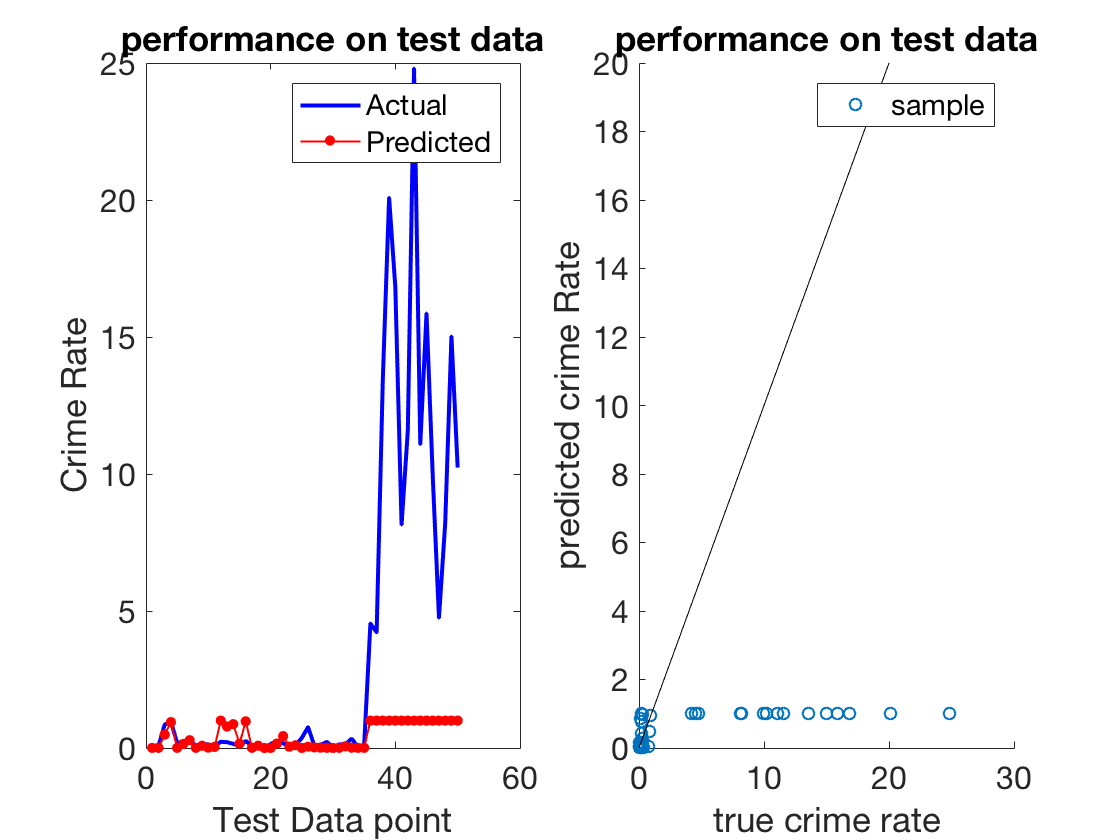 performance on test data
25
20
15
10
5
0
Crime Rate
0 20 40 60
Test Data point
Actual
Predicted
performance on test data
20
18
16
14
12
10
8
6
4
2
0
predicted crime Rate
0 10 20 30
true crime rate
sample